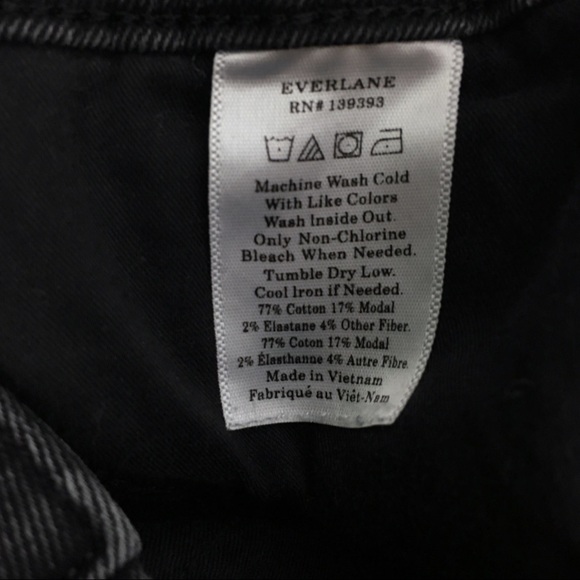 EVERLANE
RN# 139393
Machine Wash Cold
With Like Colors
Wash Inside Out.
Only Non-Chlorine
Bleach When Needed.
Tumble Dry Low.
Cool Iron if Needed.
77% Cotton 17% Modal
2% Elastane 4% Other Fiber.
77% Coton 17% Modal
2% Élasthanne 4% Autre Fibre.
Made in Vietnam
Fabriqué au Viêt-Nam